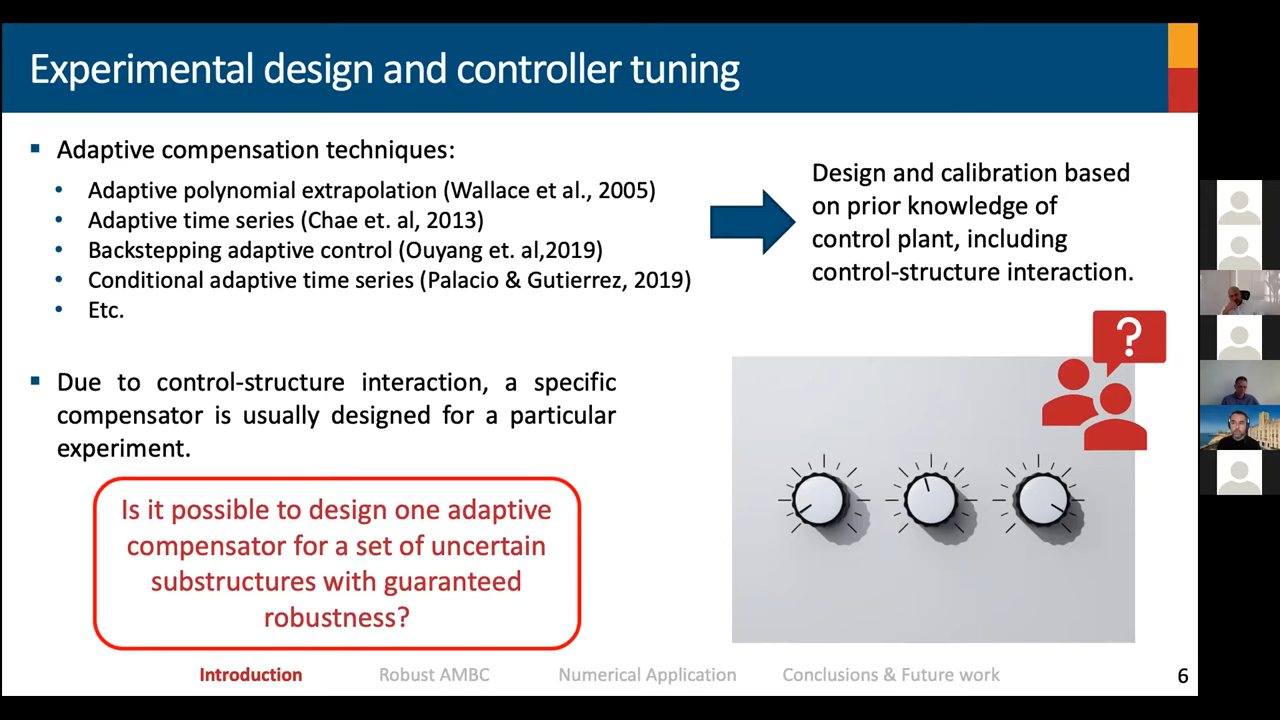 Experimental design and controller tuning
▪ Adaptive compensation techniques:
• Adaptive polynomial extrapolation (Wallace et al., 2005)
• Adaptive time series (Chae et. al, 2013)
• Backstepping adaptive control (Ouyang et. al,2019)
• Conditional adaptive time series (Palacio & Gutierrez, 2019)
• Etc.
Design and calibration based
on prior knowledge of
control plant, including
control-structure interaction.
?
▪ Due to control-structure interaction, a specific
compensator is usually designed for a particular
experiment.
Is it possible to design one adaptive
compensator for a set of uncertain
substructures with guaranteed
robustness?
Introduction Robust AMBC Numerical Application Conclusions & Future work 6